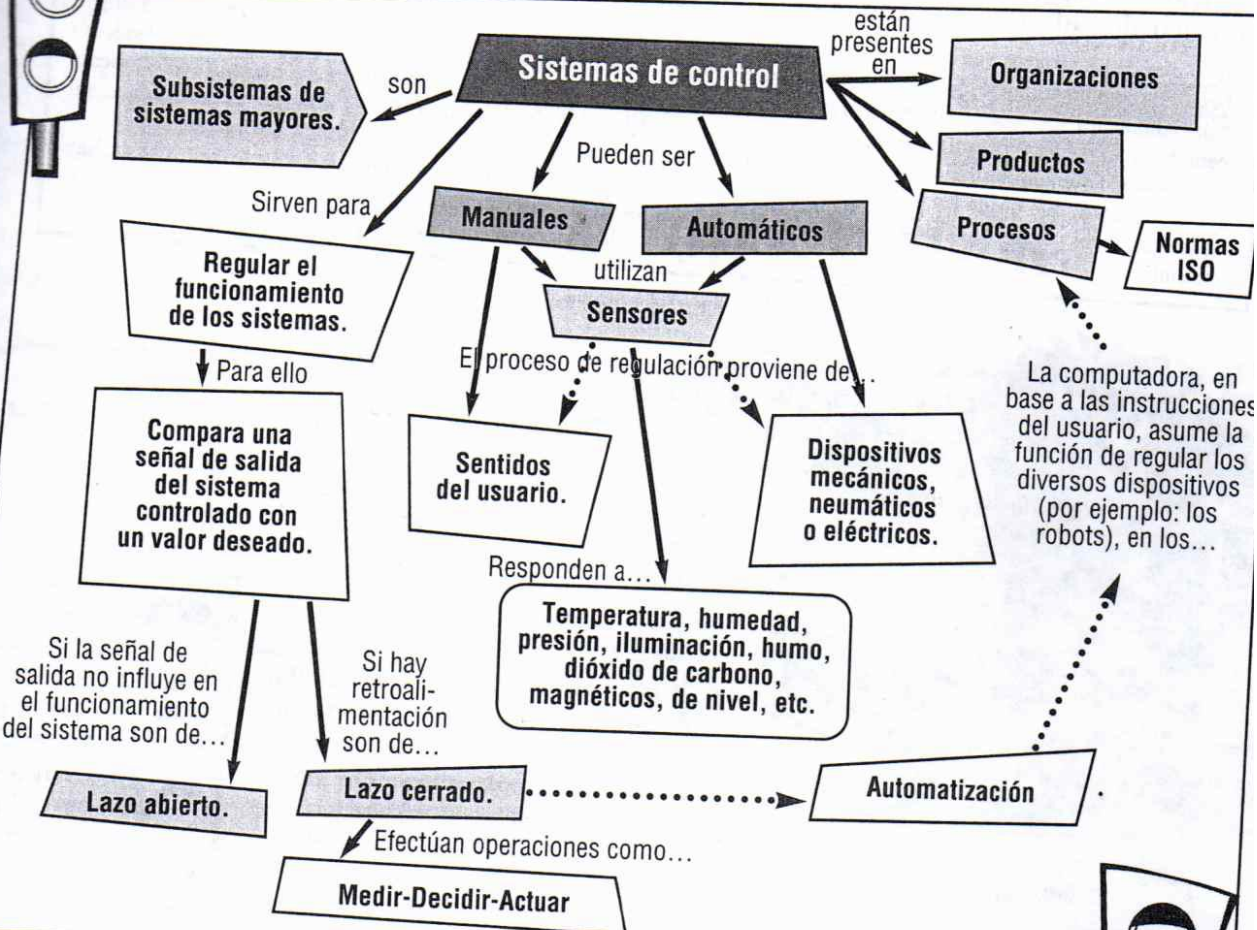 Sistemas de control
son
Subsistemas de
sistemas mayores.
están
presentes
en
Organizaciones
Productos
Procesos
Normas
ISO
Pueden ser
Manuales
Automáticos
utilizan
Sensores
Sirven para
Regular el
funcionamiento
de los sistemas.
Para ello
Compara una
señal de salida
del sistema
controlado con
un valor deseado.
El proceso de regulación proviene de...
Sentidos
del usuario.
Dispositivos
mecánicos,
neumáticos
o eléctricos.
Responden a...
Temperatura, humedad,
presión, iluminación, humo,
dióxido de carbono,
magnéticos, de nivel, etc.
La computadora, en
base a las instrucciones
del usuario, asume la
función de regular los
diversos dispositivos
(por ejemplo: los
robots), en los...
Si la señal de
salida no influye en
el funcionamiento
del sistema son de...
Lazo abierto.
Si hay
retroali-
mentación
son de...
Lazo cerrado.
Automatización
Efectúan operaciones como...
Medir-Decidir-Actuar